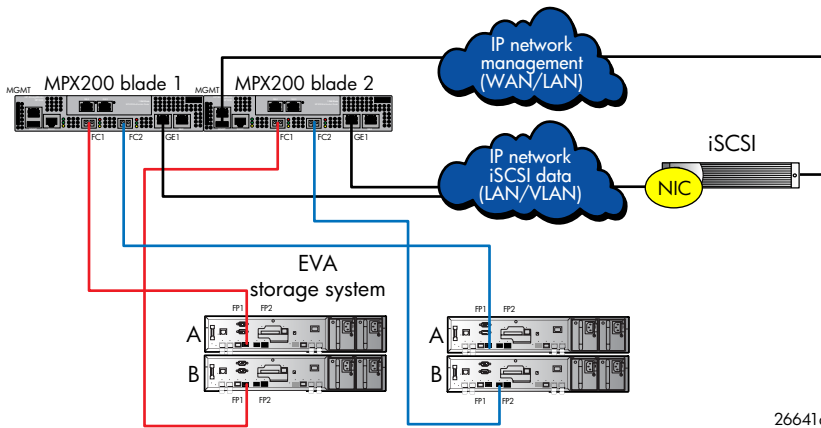 IP network
management
(WAN/LAN)
MGMT
MPX200 blade 1
MGMT
MPX200 blade 2
FC1
FC2
GE1
FC1
FC2
GE1
IP network
iSCSI data
(LAN/VLAN)
iSCSI
NIC
EVA
storage system
FP1 FP2
A
B
FP1 FP2
FP1 FP2
A
B
FP1 FP2
26641